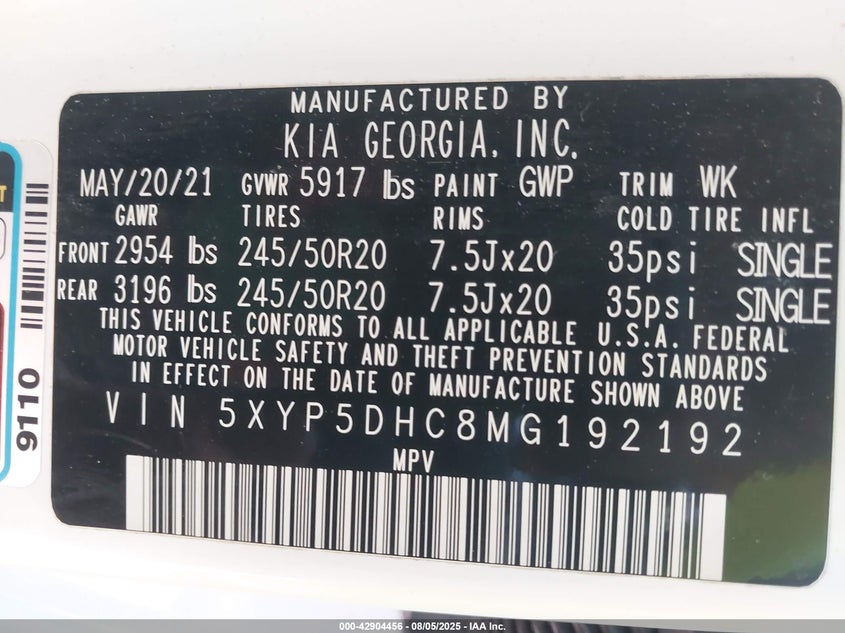 MANUFACTURED BY
KIA GEORGIA, INC.
MAY/20/21 GVWR 5917 lbs PAINT GWP TRIM WK
GAWR TIRES RIMS COLD TIRE INFL
FRONT 2954 lbs 245/50R20 7.5Jx20 35psi SINGLE
REAR 3196 lbs 245/50R20 7.5Jx20 35psi SINGLE
THIS VEHICLE CONFORMS TO ALL APPLICABLE U.S.A. FEDERAL
MOTOR VEHICLE SAFETY AND THEFT PREVENTION STANDARDS
IN EFFECT ON THE DATE OF MANUFACTURE SHOWN ABOVE
VIN 5XYP5DHC8MG192192
MPV
9110
T
000-42904456 - 08/05/2025 - IAA Inc.